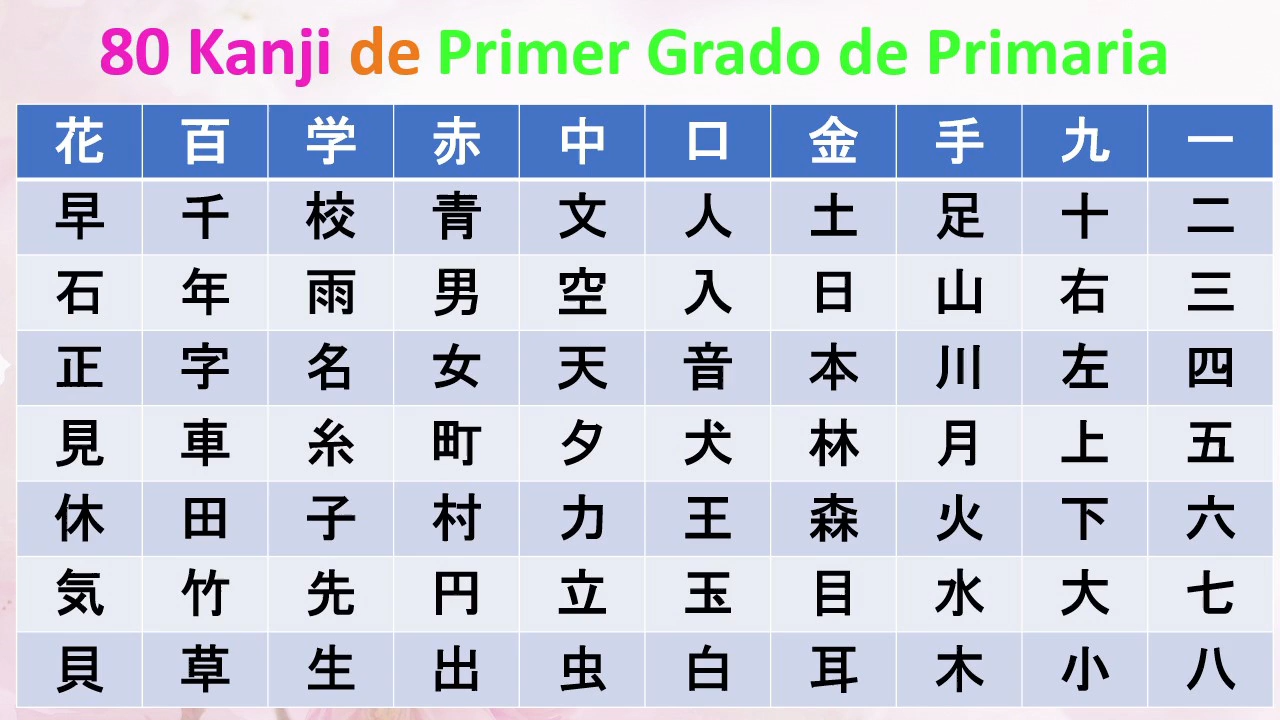 80 Kanji de Primer Grado de Primaria
花 百 学 赤 中 口 金 手 九 一
早 千 校 青 文 人 土 足 十 二
石 年 雨 男 空 入 日 山 右 三
正 字 名 女 天 音 本 川 左 四
見 車 糸 町 夕 犬 林 月 上 五
休 田 子 村 力 王 森 火 下 六
気 竹 先 円 立 玉 目 水 大 七
貝 草 生 出 虫 白 耳 木 小 八